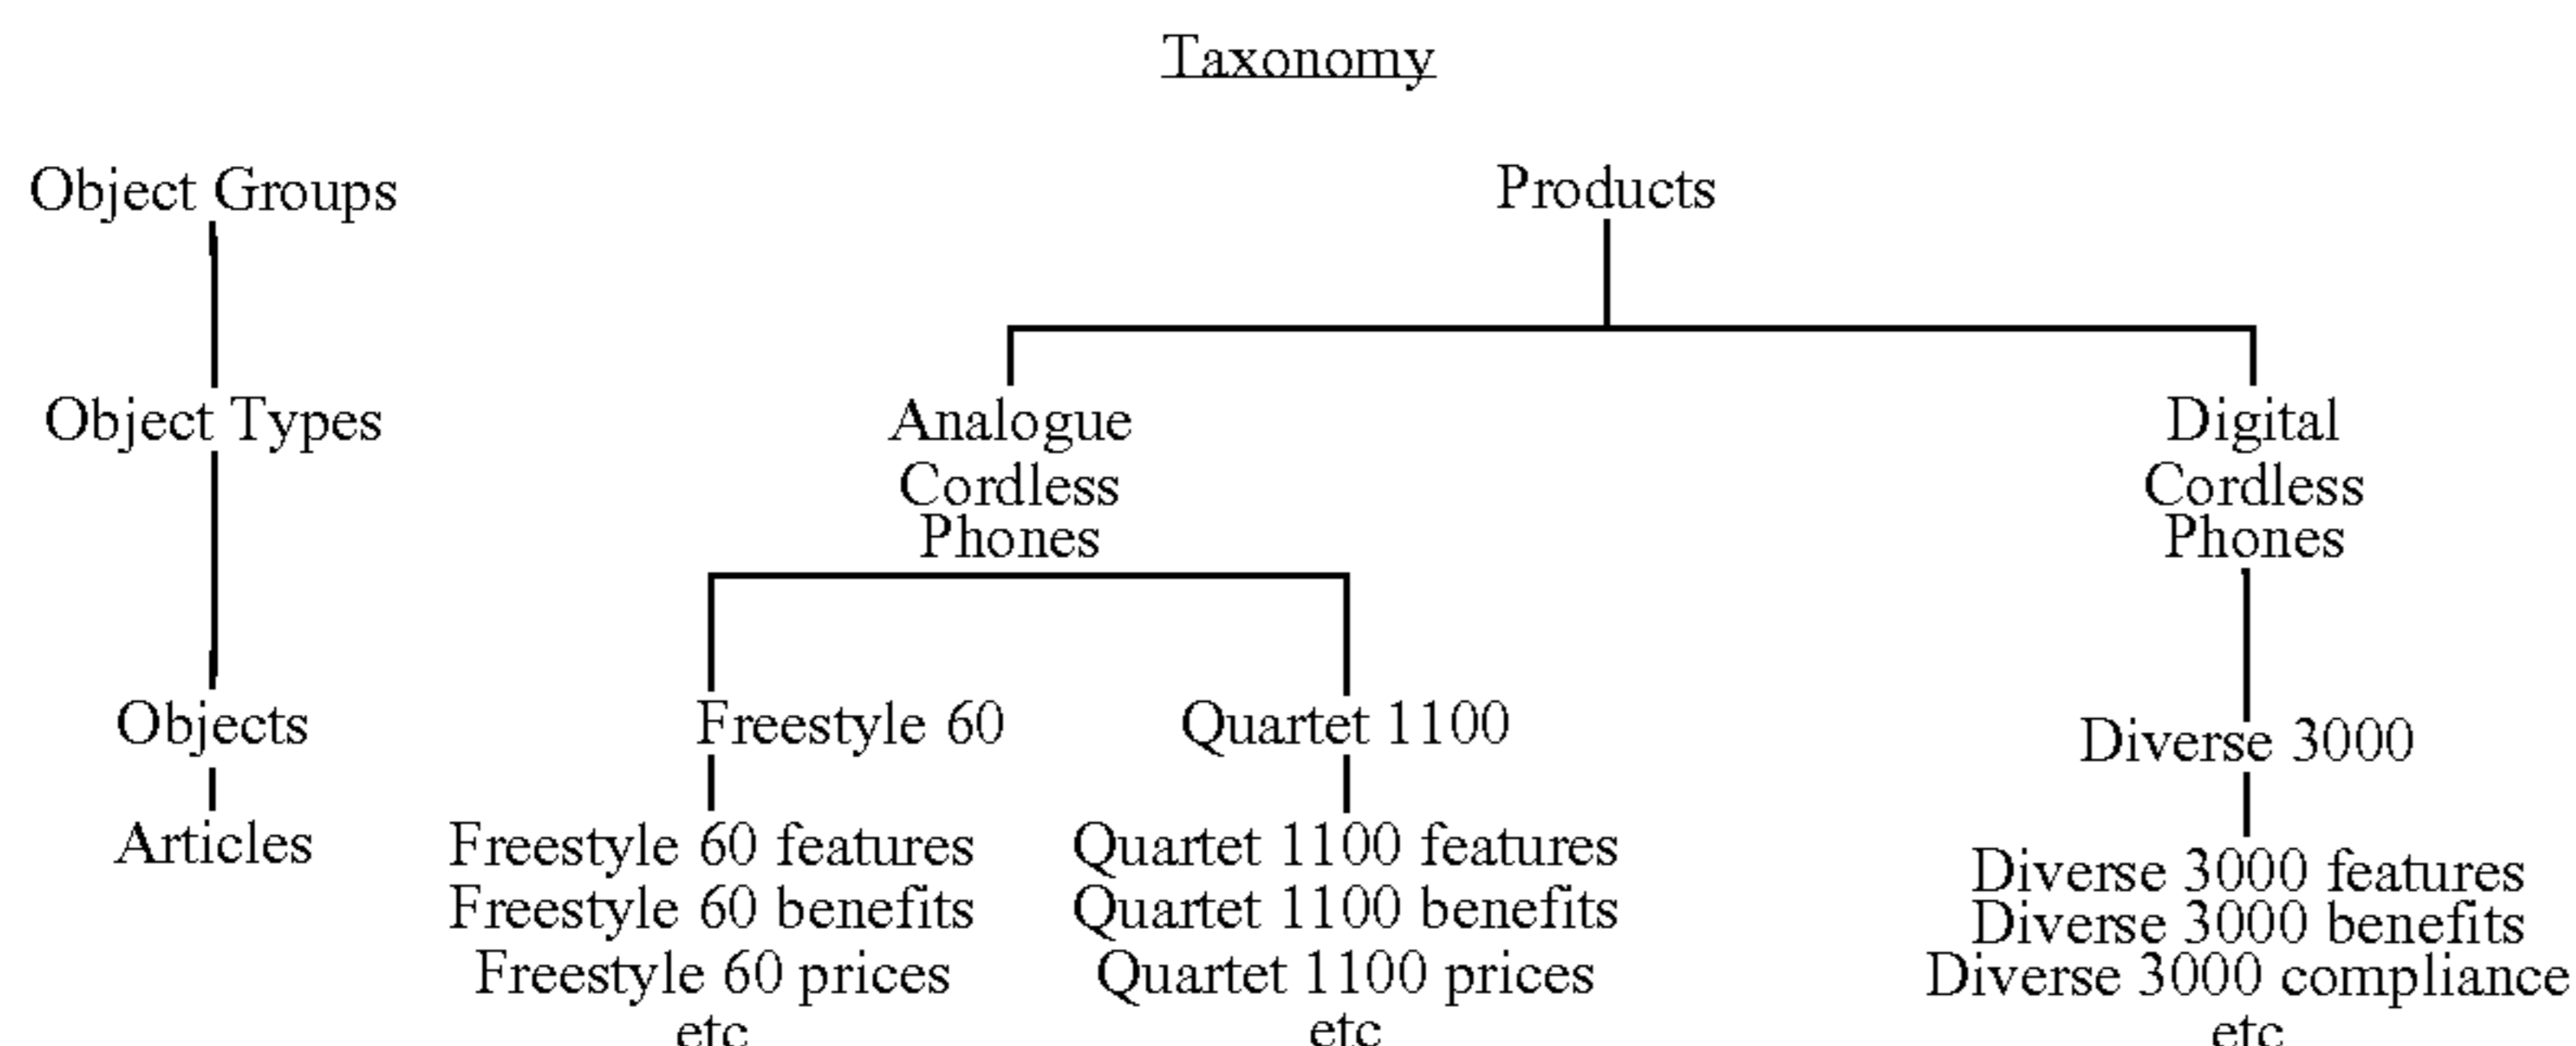 Taxonomy
Object Groups
Products
Object Types
Analogue
Cordless
Phones
Digital
Cordless
Phones
Objects
Freestyle 60
Quartet 1100
Diverse 3000
Articles
Freestyle 60 features
Freestyle 60 benefits
Freestyle 60 prices
etc
Quartet 1100 features
Quartet 1100 benefits
Quartet 1100 prices
etc
Diverse 3000 features
Diverse 3000 benefits
Diverse 3000 compliance
etc